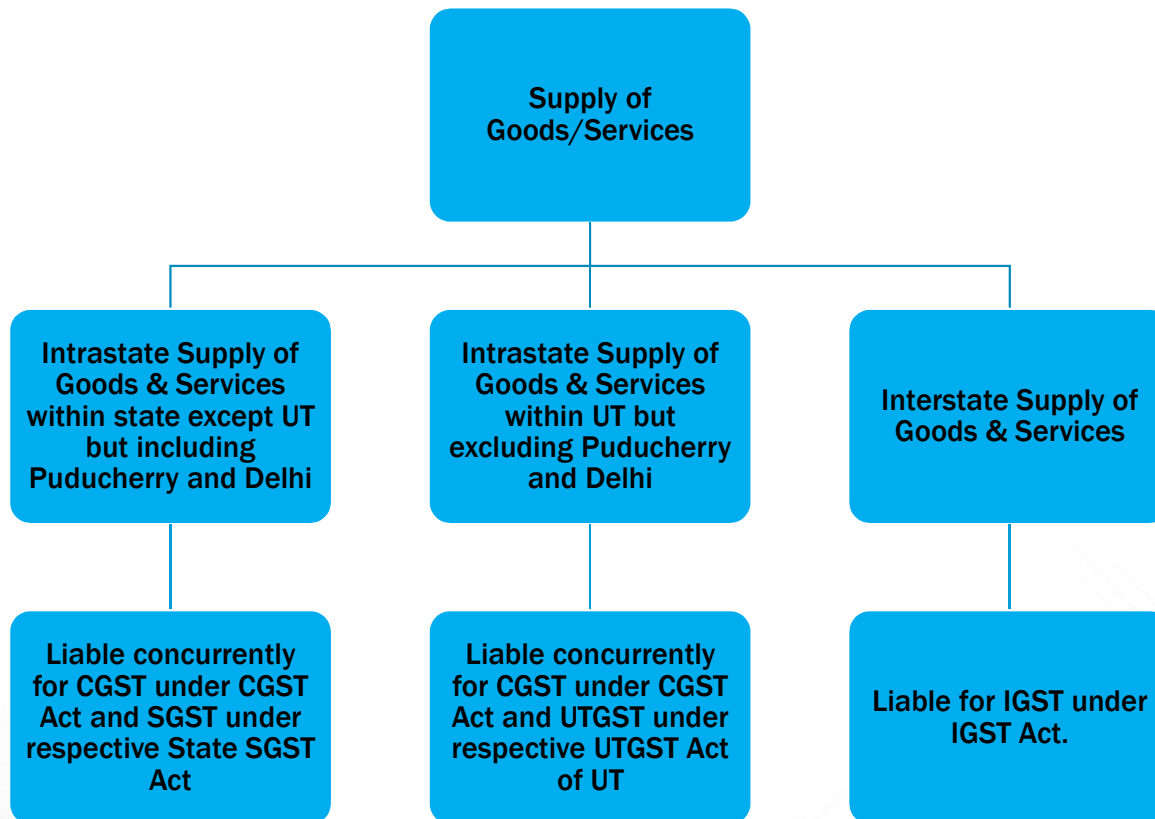 Supply of
Goods/Services
Intrastate Supply of
Goods & Services
within state except UT
but including
Puducherry and Delhi
Intrastate Supply of
Goods & Services
within UT but
excluding Puducherry
and Delhi
Interstate Supply of
Goods & Services
Liable concurrently
for CGST under CGST
Act and SGST under
respective State SGST
Act
Liable concurrently
for CGST under CGST
Act and UTGST under
respective UTGST Act
of UT
Liable for IGST under
IGST Act.